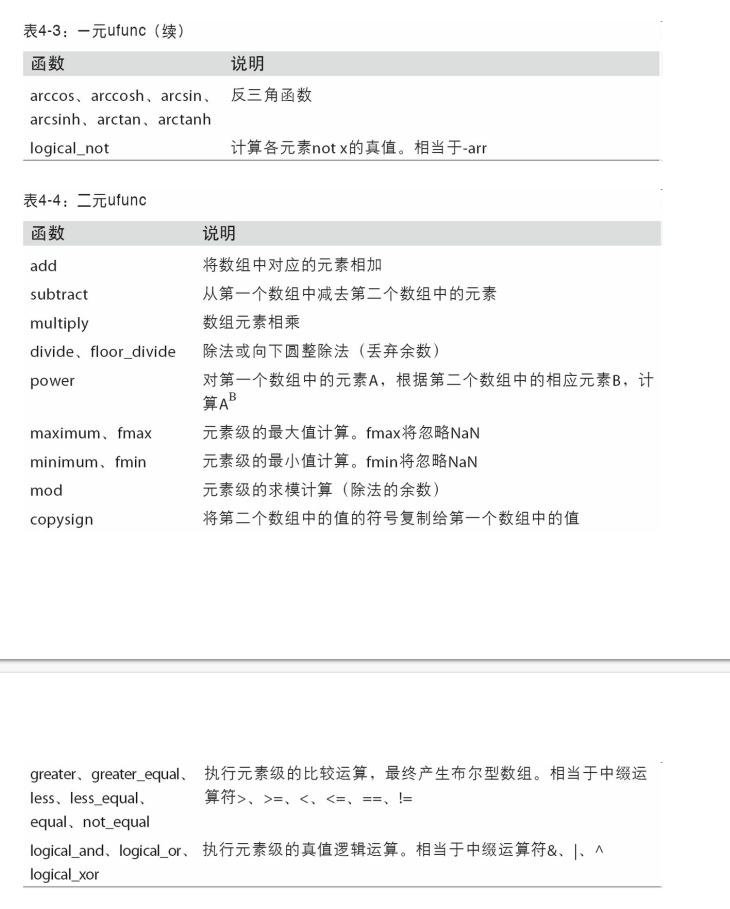 表4-3：一元ufunc（续）
函数 说明
arccos、arccosh、arcsin、 反三角函数
arcsinh、arctan、arctanh
logical_not 计算各元素not x的真值。相当于-arr
表4-4：二元ufunc
函数 说明
add 将数组中对应的元素相加
subtract 从第一个数组中减去第二个数组中的元素
multiply 数组元素相乘
divide、floor_divide 除法或向下圆整除法（丢弃余数）
power 对第一个数组中的元素A，根据第二个数组中的相应元素B，计
算A^B
maximum、fmax 元素级的最大值计算。fmax将忽略NaN
minimum、fmin 元素级的最小值计算。fmin将忽略NaN
mod 元素级的求模计算（除法的余数）
copysign 将第二个数组中的值的符号复制给第一个数组中的值
greater、greater_equal、 执行元素级的比较运算，最终产生布尔型数组。相当于中缀运
less、less_equal、 算符>、>=、<、<=、==、!=
equal、not_equal
logical_and、logical_or、 执行元素级的真值逻辑运算。相当于中缀运算符&、|、^
logical_xor